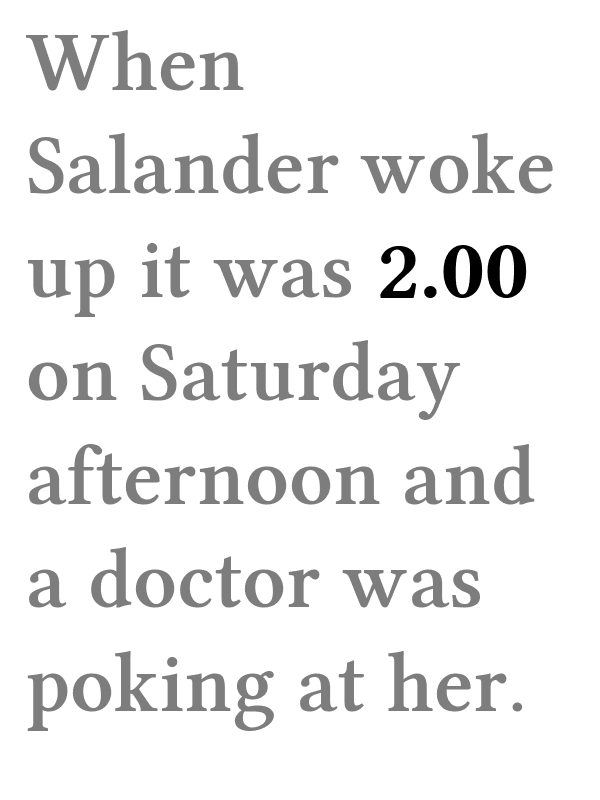 When
Salander woke
up it was 2.00
on Saturday
afternoon and
a doctor was
poking at her.